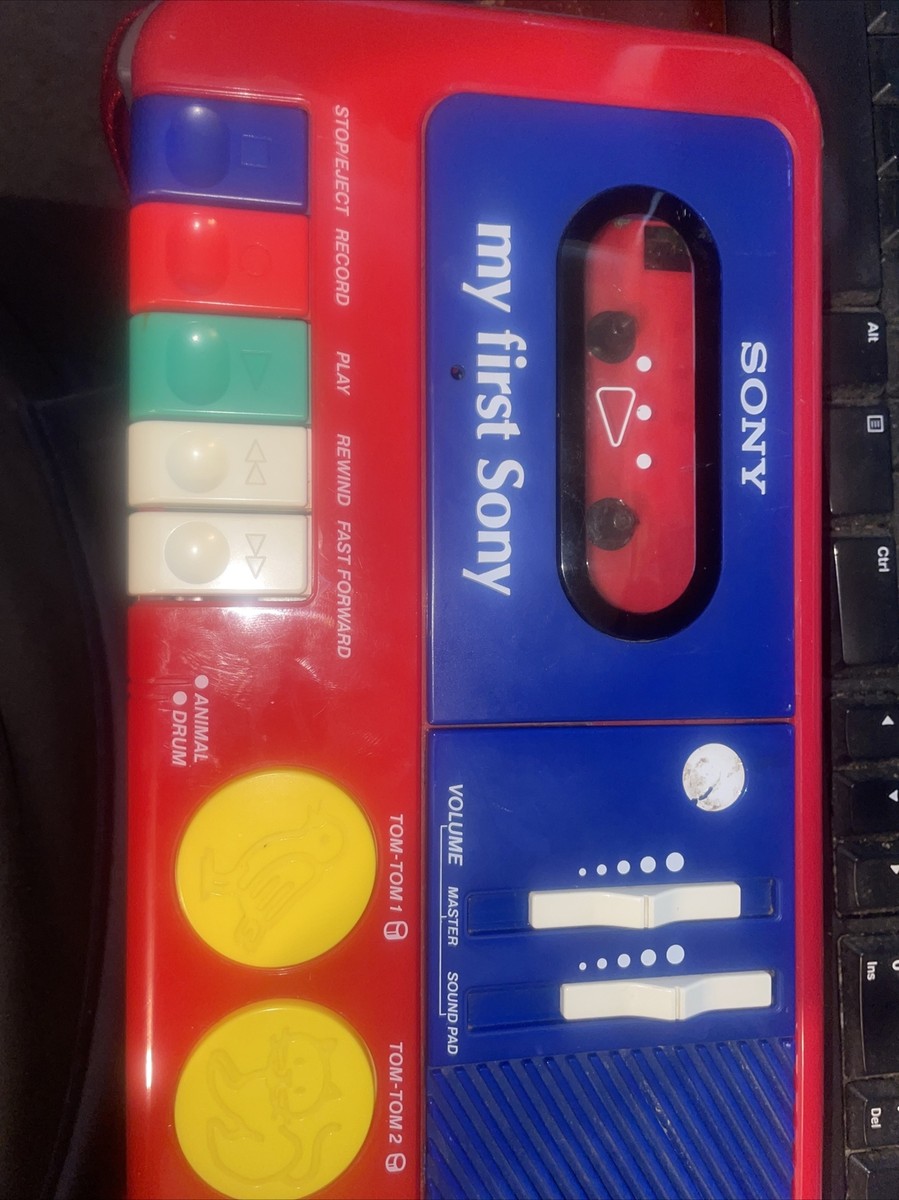 SONY
my first Sony
STOP/EJECT RECORD PLAY REWIND FAST FORWARD
VOLUME MASTER SOUND PAD
TOM-TOM 1
TOM-TOM 2
ANIMAL
DRUM
Alt
Ctrl
Ins
Del